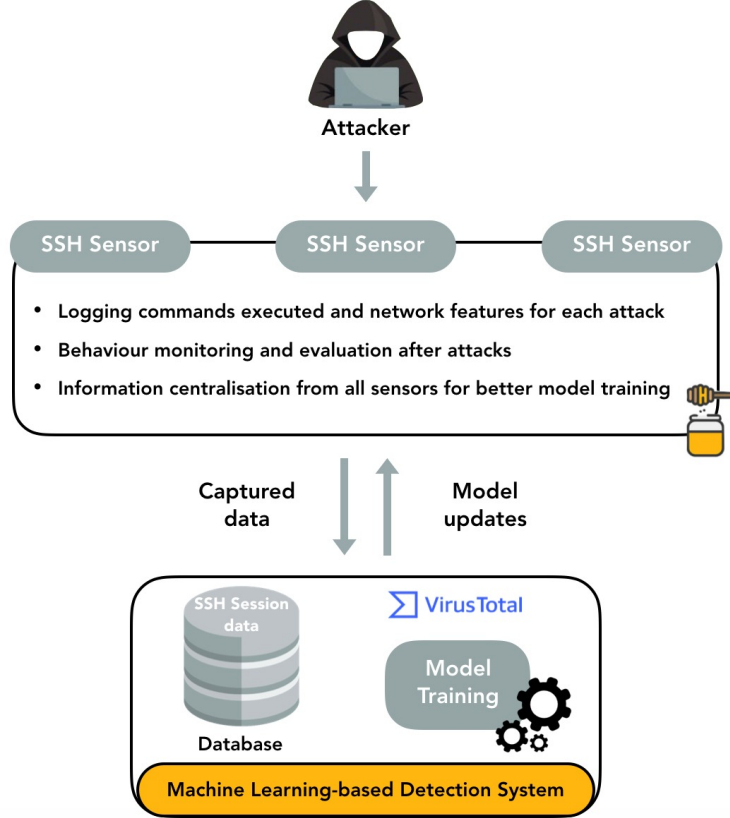 Attacker
SSH Sensor
SSH Sensor
SSH Sensor
• Logging commands executed and network features for each attack
• Behaviour monitoring and evaluation after attacks
• Information centralisation from all sensors for better model training
H
Captured
data
Model
updates
SSH Session
data
Database
VirusTotal
Model
Training
Machine Learning-based Detection System